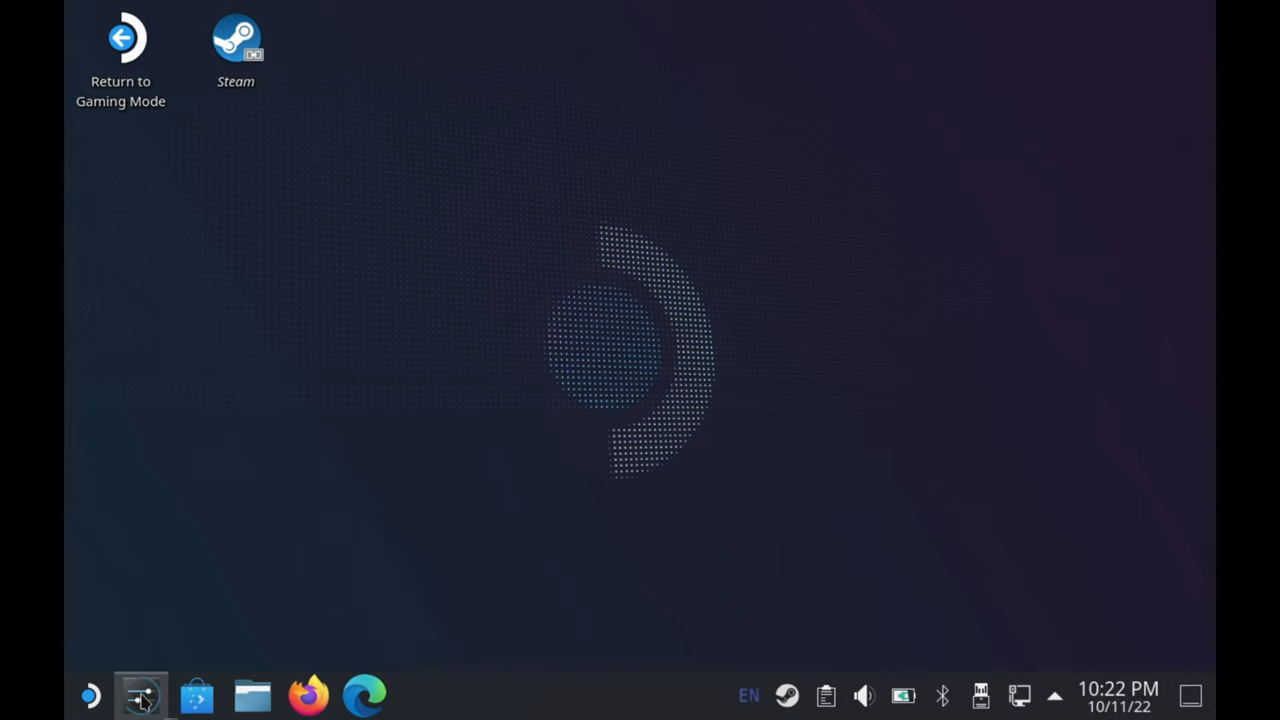 Return to
Gaming Mode
Steam
EN
10:22 PM
10/11/22